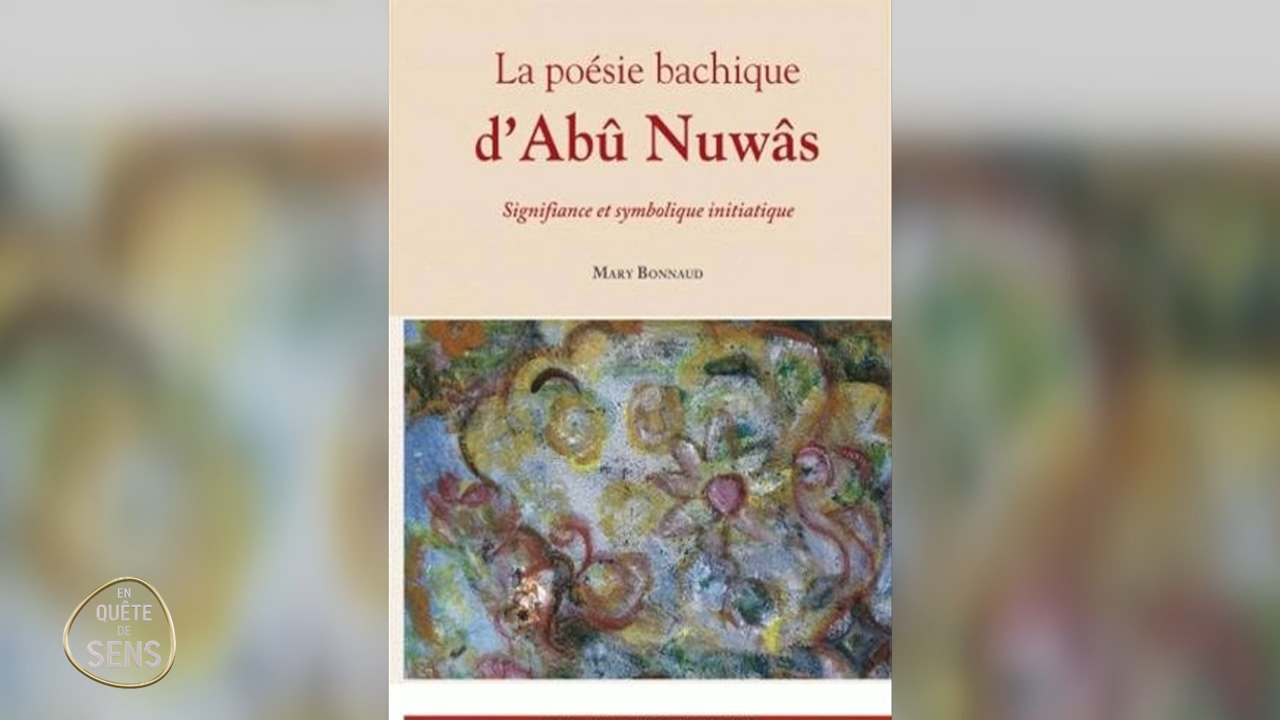 La poésie bachique
d'Abû Nuwâs
Signifiance et symbolique initiatique
MARY BONNAUD
EN
QUÊTE
DE
SENS